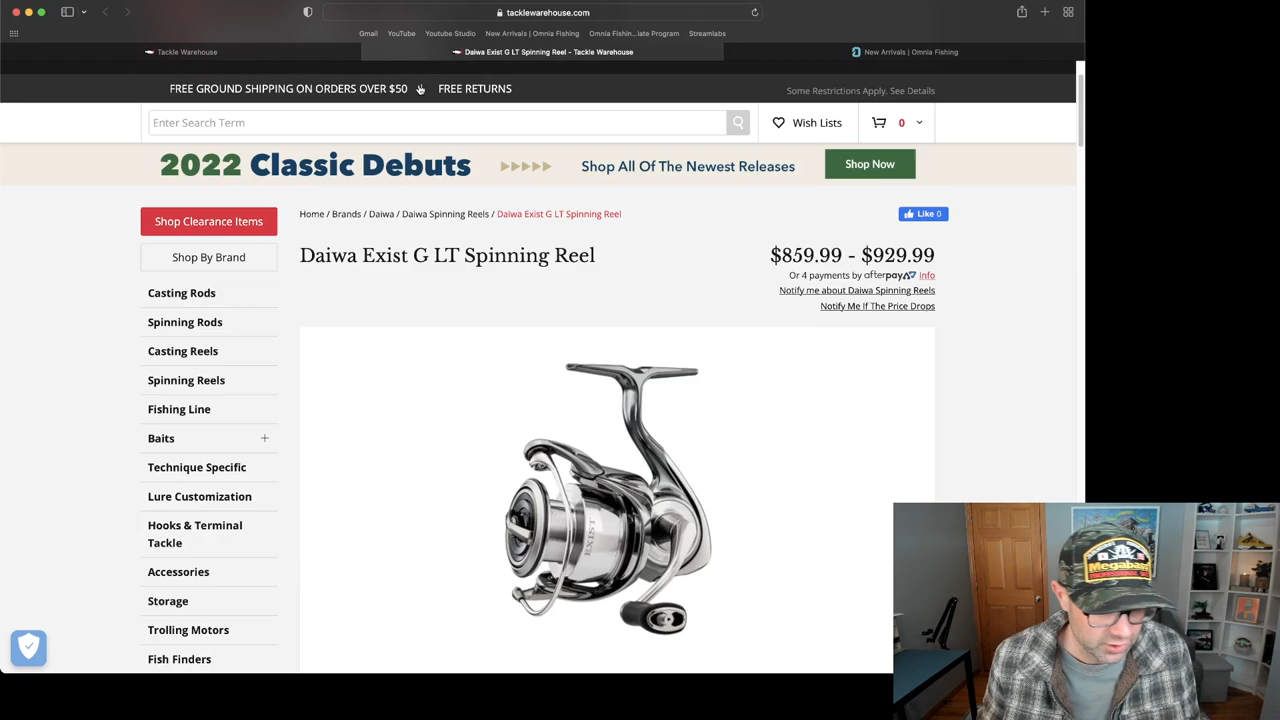 tacklewarehouse.com
Gmail YouTube Youtube Studio New Arrivals | Omnia Fishing Omnia Fishin...late Program Streamlabs
Tackle Warehouse Daiwa Exist G LT Spinning Reel - Tackle Warehouse New Arrivals | Omnia Fishing
FREE GROUND SHIPPING ON ORDERS OVER $50 FREE RETURNS Some Restrictions Apply. See Details
Enter Search Term Wish Lists 0
2022 Classic Debuts Shop All Of The Newest Releases Shop Now
Shop Clearance Items
Home / Brands / Daiwa / Daiwa Spinning Reels / Daiwa Exist G LT Spinning Reel Like 0
Shop By Brand
Daiwa Exist G LT Spinning Reel $859.99 - $929.99
Or 4 payments by afterpay Info
Notify me about Daiwa Spinning Reels
Notify Me If The Price Drops
Casting Rods
Spinning Rods
Casting Reels
Spinning Reels
Fishing Line
Baits
Technique Specific
Lure Customization
Hooks & Terminal
Tackle
Accessories
Storage
Trolling Motors
Fish Finders
EXIST
Megabass